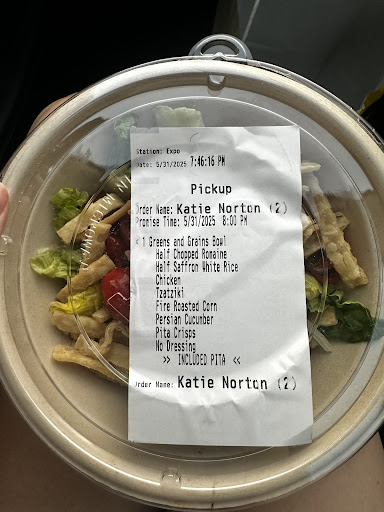 Station: Expo
Date: 5/31/2025 7:46:16 PM
Pickup
Order Name: Katie Norton (2)
Promise Time: 5/31/2025 8:00 PM
1 Greens and Grains Bowl
Half Chopped Romaine
Half Saffron White Rice
Chicken
Tzatziki
Fire Roasted Corn
Persian Cucumber
Pita Crisps
No Dressing
>> INCLUDED PITA <<
Order Name: Katie Norton (2)